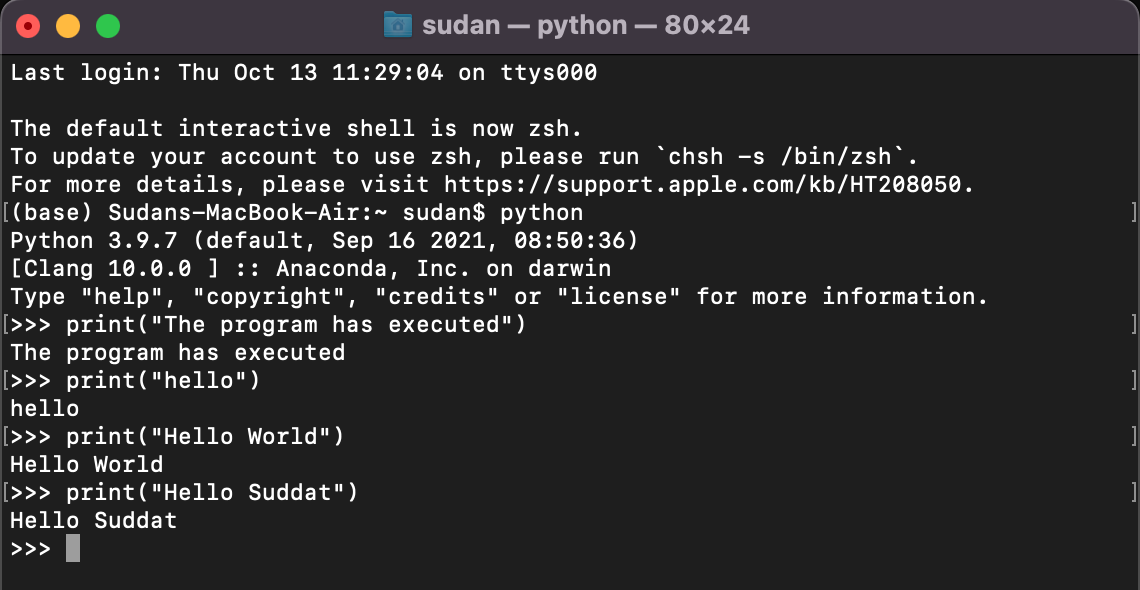 sudan — python — 80×24
Last login: Thu Oct 13 11:29:04 on ttys000
The default interactive shell is now zsh.
To update your account to use zsh, please run `chsh -s /bin/zsh`.
For more details, please visit https://support.apple.com/kb/HT208050.
[(base) Sudans-MacBook-Air:~ sudan$ python ]
Python 3.9.7 (default, Sep 16 2021, 08:50:36)
[Clang 10.0.0 ] :: Anaconda, Inc. on darwin
Type "help", "copyright", "credits" or "license" for more information.
[>>> print("The program has executed") ]
The program has executed
[>>> print("hello") ]
hello
[>>> print("Hello World") ]
Hello World
[>>> print("Hello Suddat") ]
Hello Suddat
>>>